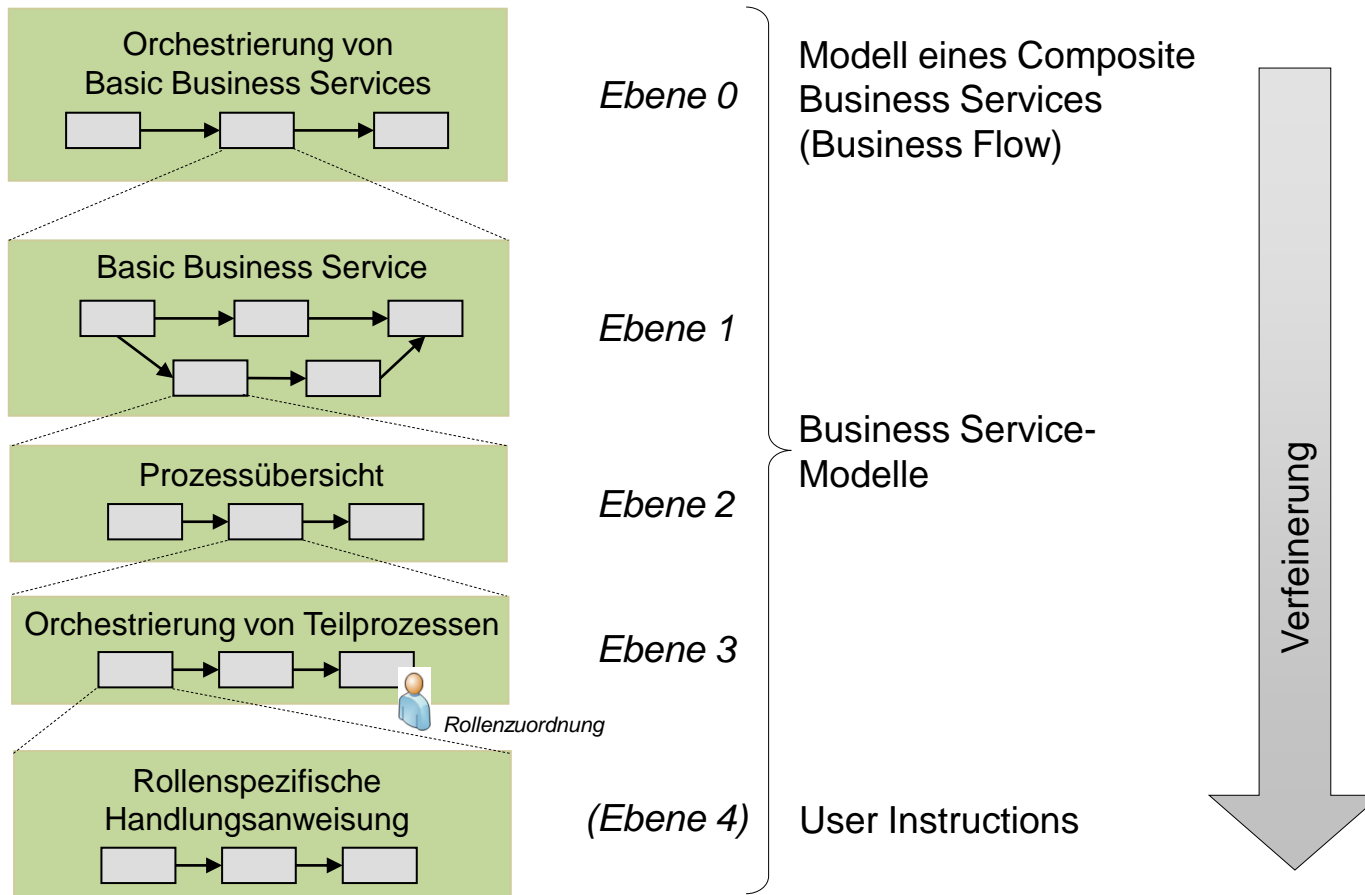 Orchestrierung von
Basic Business Services
Ebene 0
Modell eines Composite
Business Services
(Business Flow)
Basic Business Service
Ebene 1
Business Service-
Modelle
Prozessübersicht
Ebene 2
Orchestrierung von Teilprozessen
Ebene 3
Rollenzuordnung
Rollenspezifische
Handlungsanweisung
(Ebene 4)
User Instructions
Verfeinerung